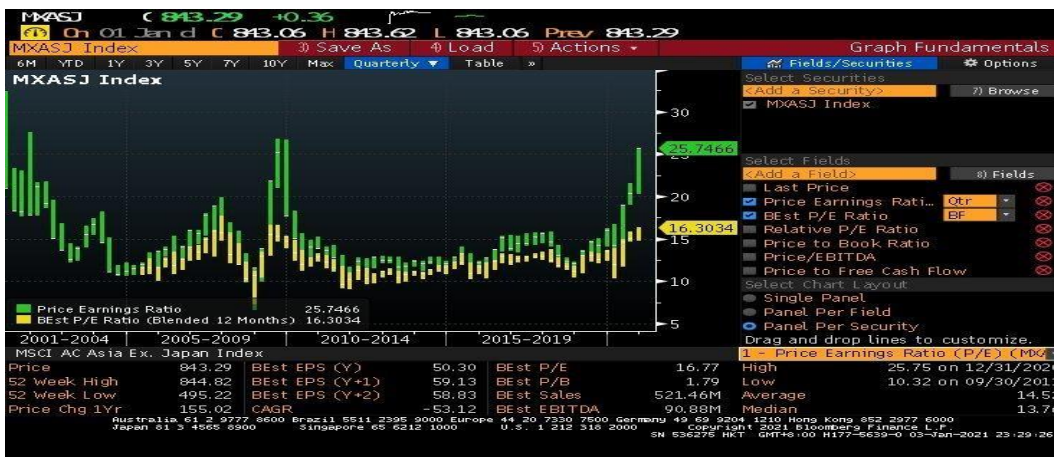 MXASJ C 843.29 +0.36
On 01 Jan d C 843.06 H 843.62 L 843.06 Prev 843.29
MXASJ Index 3) Save As 4) Load 5) Actions Graph Fundamentals
6M YTD 1Y 3Y 5Y 7Y 10Y Max Quarterly ▼ Table » Fields/Securities Options
MXASJ Index
Select Securities
<Add a Security> 7) Browse
MXASJ Index
30
25.7466
25
20
16.3034
15
10
5
Select Fields
<Add a Field> 8) Fields
Last Price
Price Earnings Rati… Qtr
BEst P/E Ratio BF
Relative P/E Ratio
Price to Book Ratio
Price/EBITDA
Price to Free Cash Flow
Select Chart Layout
Single Panel
Panel Per Field
Panel Per Security
Drag and drop lines to customize.
Price Earnings Ratio 25.7466
BEst P/E Ratio (Blended 12 Months) 16.3034
2001-2004 2005-2009 2010-2014 2015-2019
MSCI AC Asia Ex. Japan Index
Price 843.29 BEst EPS (Y) 50.30 BEst P/E 16.77
52 Week High 844.82 BEst EPS (Y+1) 59.13 BEst P/B 1.79
52 Week Low 495.22 BEst EPS (Y+2) 58.83 BEst Sales 521.46M
Price Chg 1Yr 155.02 CAGR -53.12 BEst EBITDA 90.88M
1 - Price Earnings Ratio (P/E) (MXA
High 25.75 on 12/31/202
Low 10.32 on 09/30/201
Average 14.5
Median 13.7
Australia 61 2 9777 8600 Brazil 5511 2395 9000 Europe 44 20 7330 7500 Germany 49 69 9204 1210 Hong Kong 852 2977 6000
Japan 81 3 4565 8900 Singapore 65 6212 1000 U.S. 1 212 318 2000 Copyright 2021 Bloomberg Finance L.P.
SN 536275 HKT GMT+8:00 H177-5639-0 03-Jan-2021 23:29:26